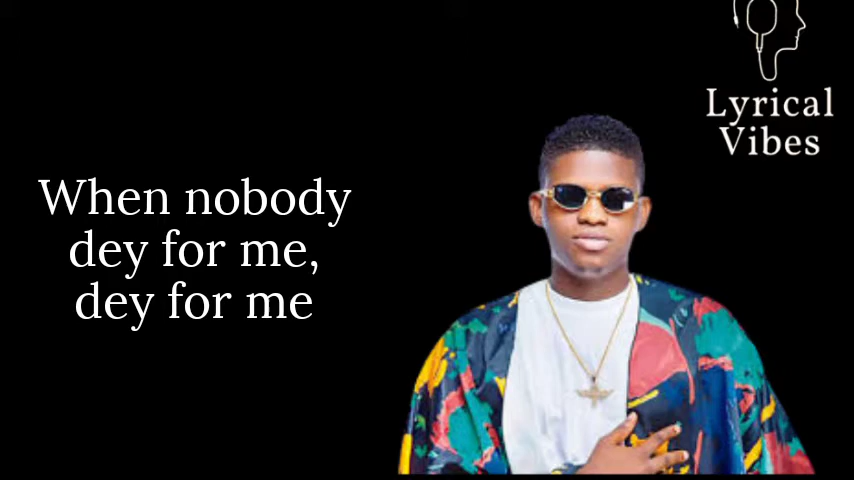 Lyrical
Vibes
When nobody
dey for me,
dey for me